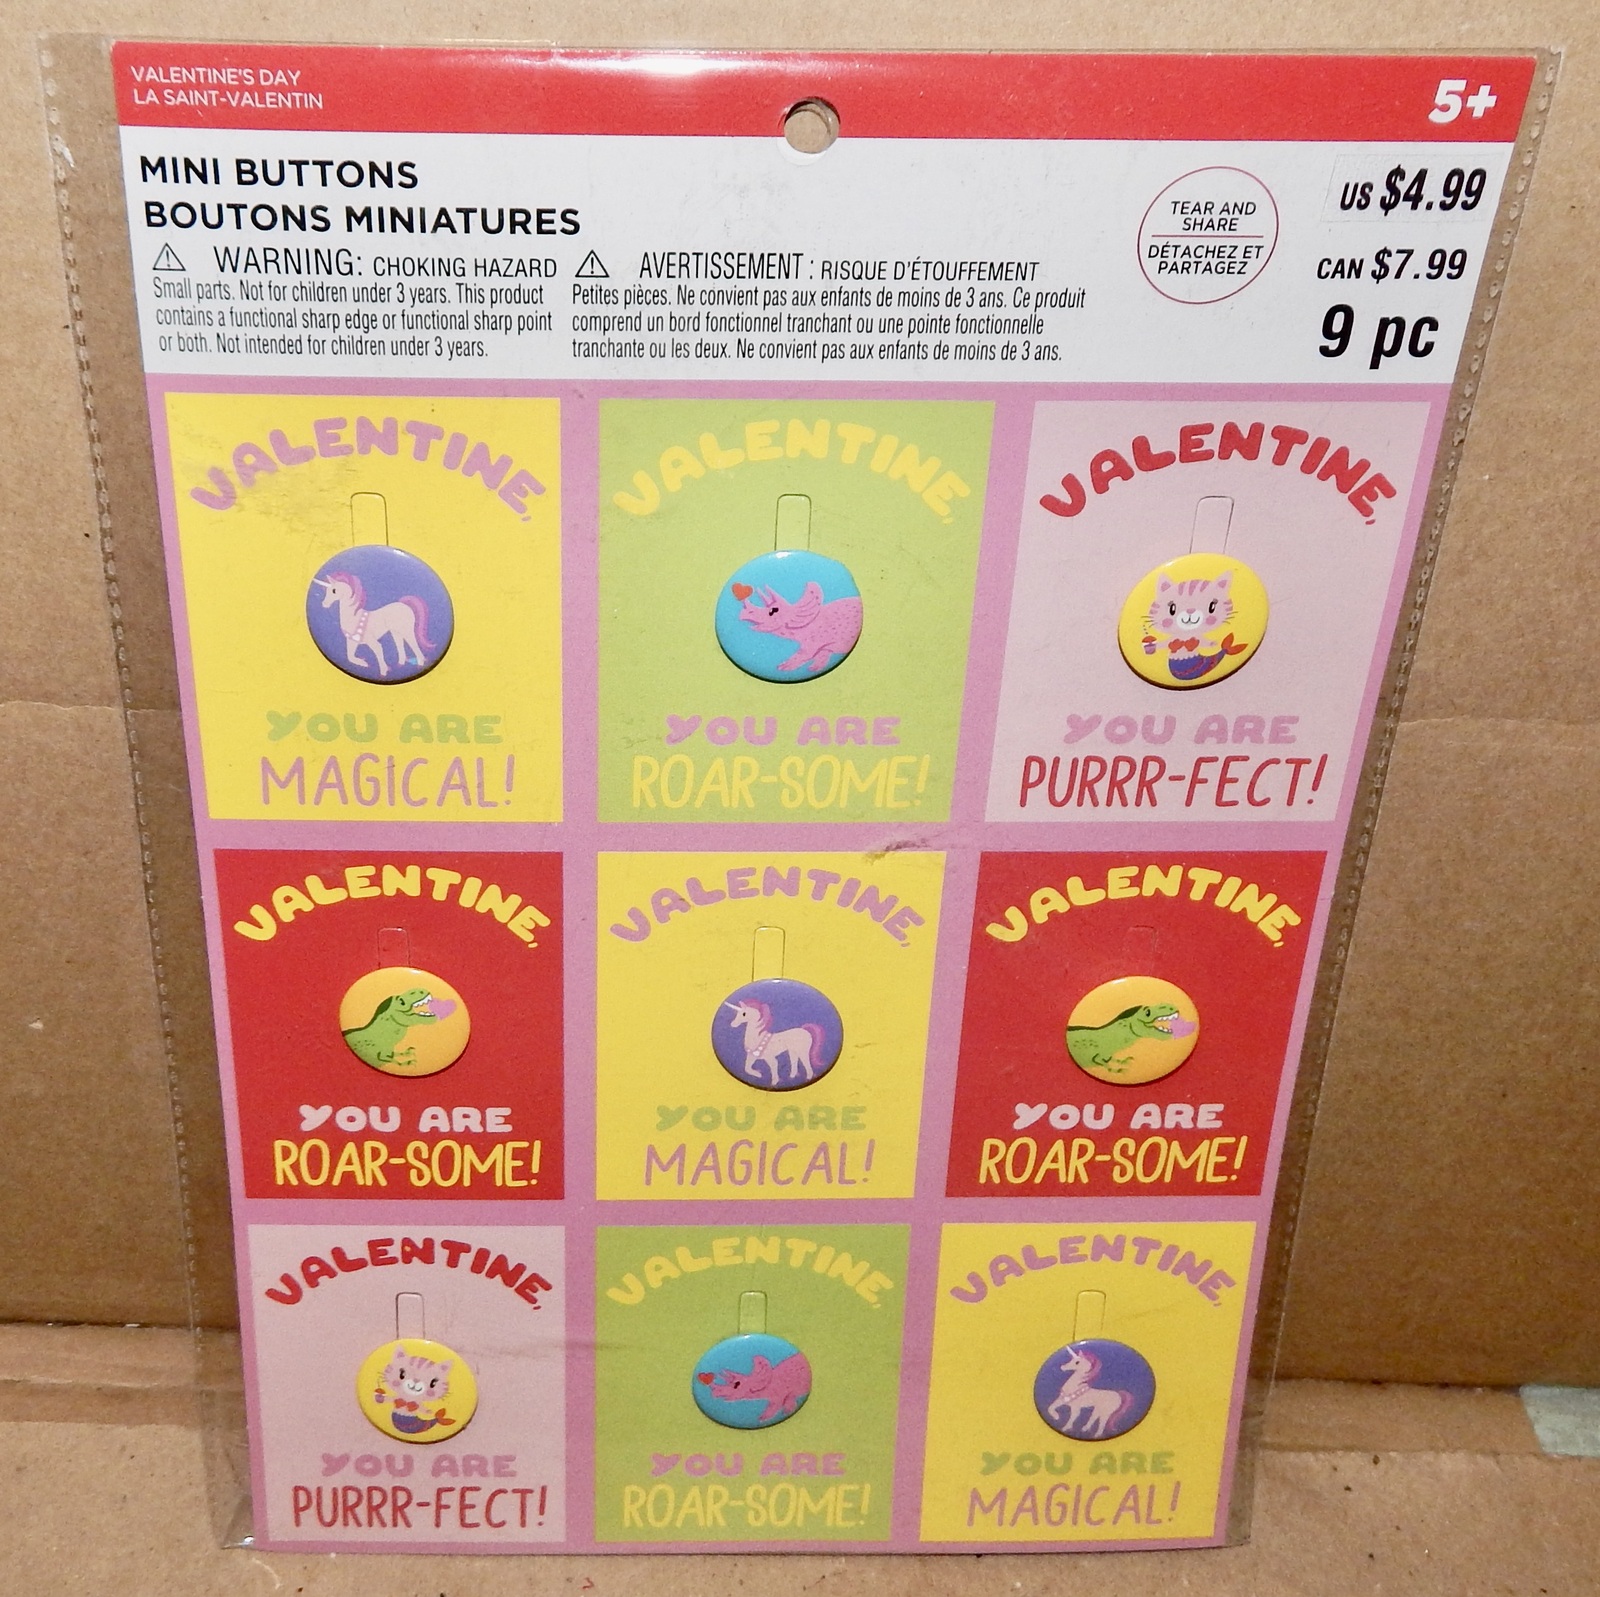 VALENTINE'S DAY
LA SAINT-VALENTIN
5+
MINI BUTTONS
BOUTONS MINIATURES
WARNING: CHOKING HAZARD
Small parts. Not for children under 3 years. This product
contains a functional sharp edge or functional sharp point
or both. Not intended for children under 3 years.
AVERTISSEMENT : RISQUE D'ÉTOUFFEMENT
Petites pièces. Ne convient pas aux enfants de moins de 3 ans. Ce produit
comprend un bord fonctionnel tranchant ou une pointe fonctionnelle
tranchante ou les deux. Ne convient pas aux enfants de moins de 3 ans.
TEAR AND
SHARE
DÉTACHEZ ET
PARTAGEZ
US $4.99
CAN $7.99
9 pc
VALENTINE,
YOU ARE
MAGICAL!
VALENTINE,
YOU ARE
ROAR-SOME!
VALENTINE,
YOU ARE
PURRR-FECT!
VALENTINE,
YOU ARE
ROAR-SOME!
VALENTINE,
YOU ARE
MAGICAL!
VALENTINE,
YOU ARE
ROAR-SOME!
VALENTINE,
YOU ARE
PURRR-FECT!
VALENTINE,
YOU ARE
ROAR-SOME!
VALENTINE,
YOU ARE
MAGICAL!